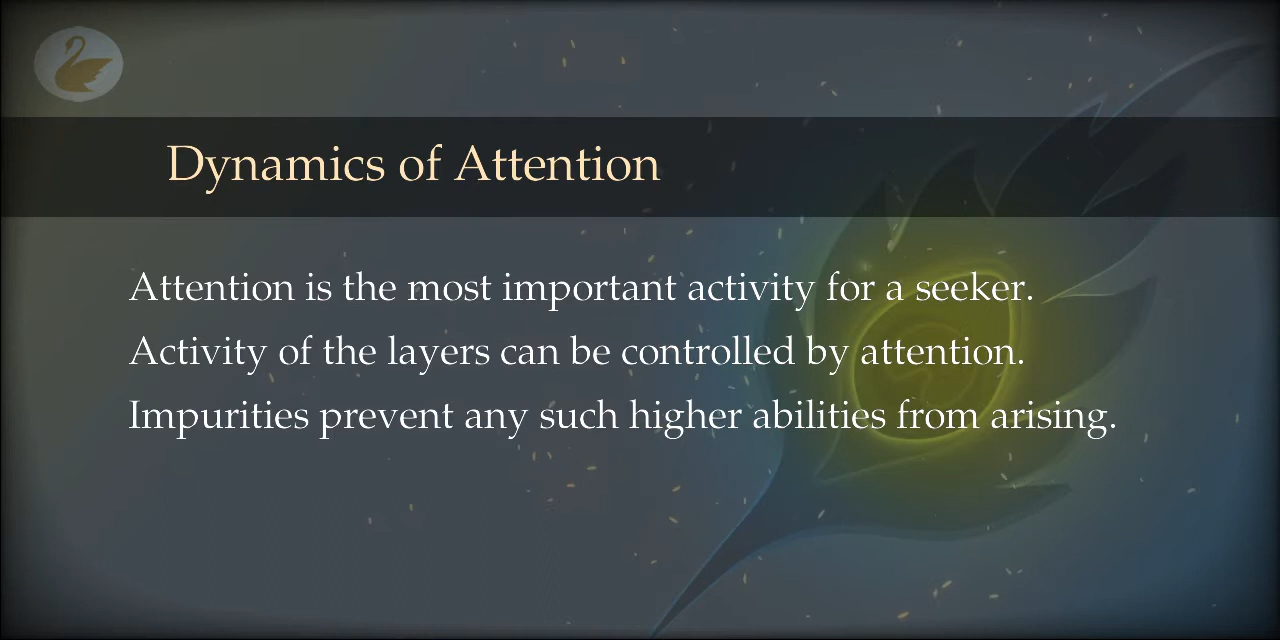 Dynamics of Attention
Attention is the most important activity for a seeker.
Activity of the layers can be controlled by attention.
Impurities prevent any such higher abilities from arising.